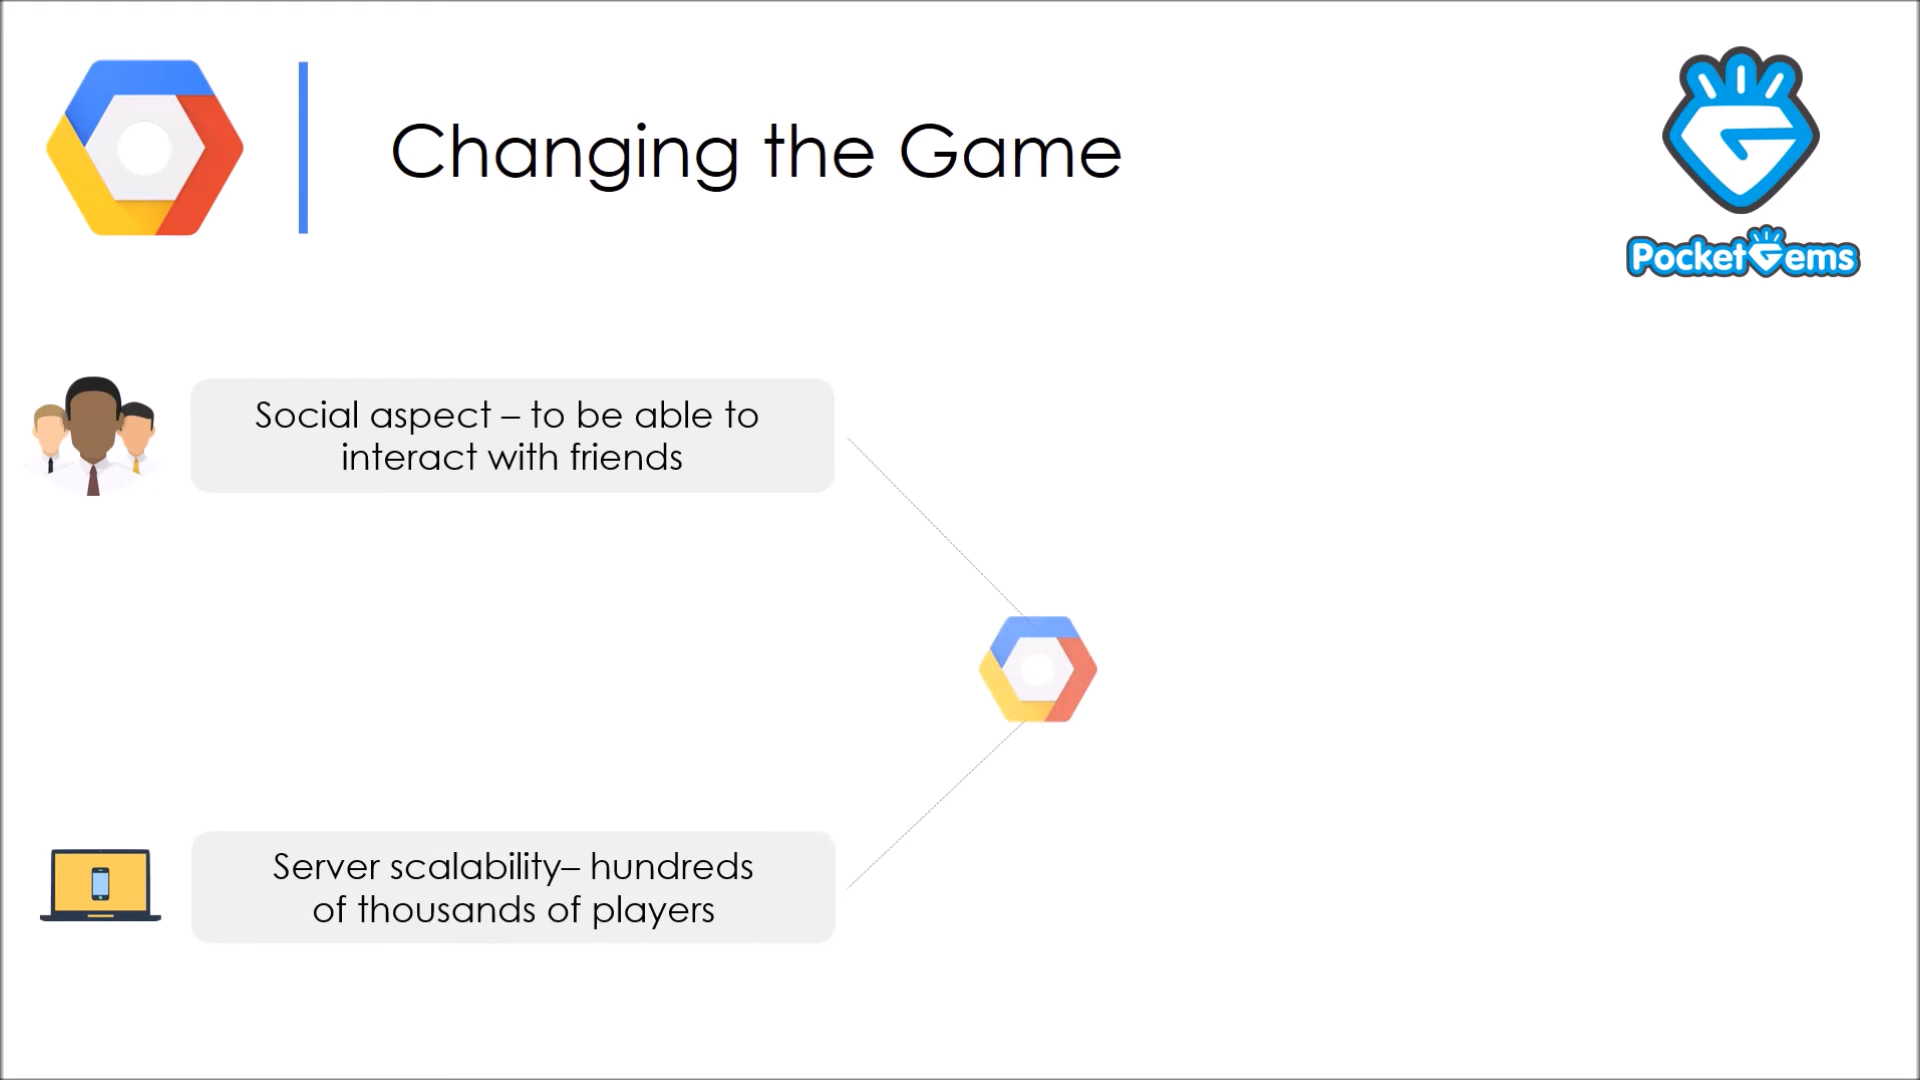 Changing the Game
PocketGems
Social aspect – to be able to
interact with friends
Server scalability– hundreds
of thousands of players